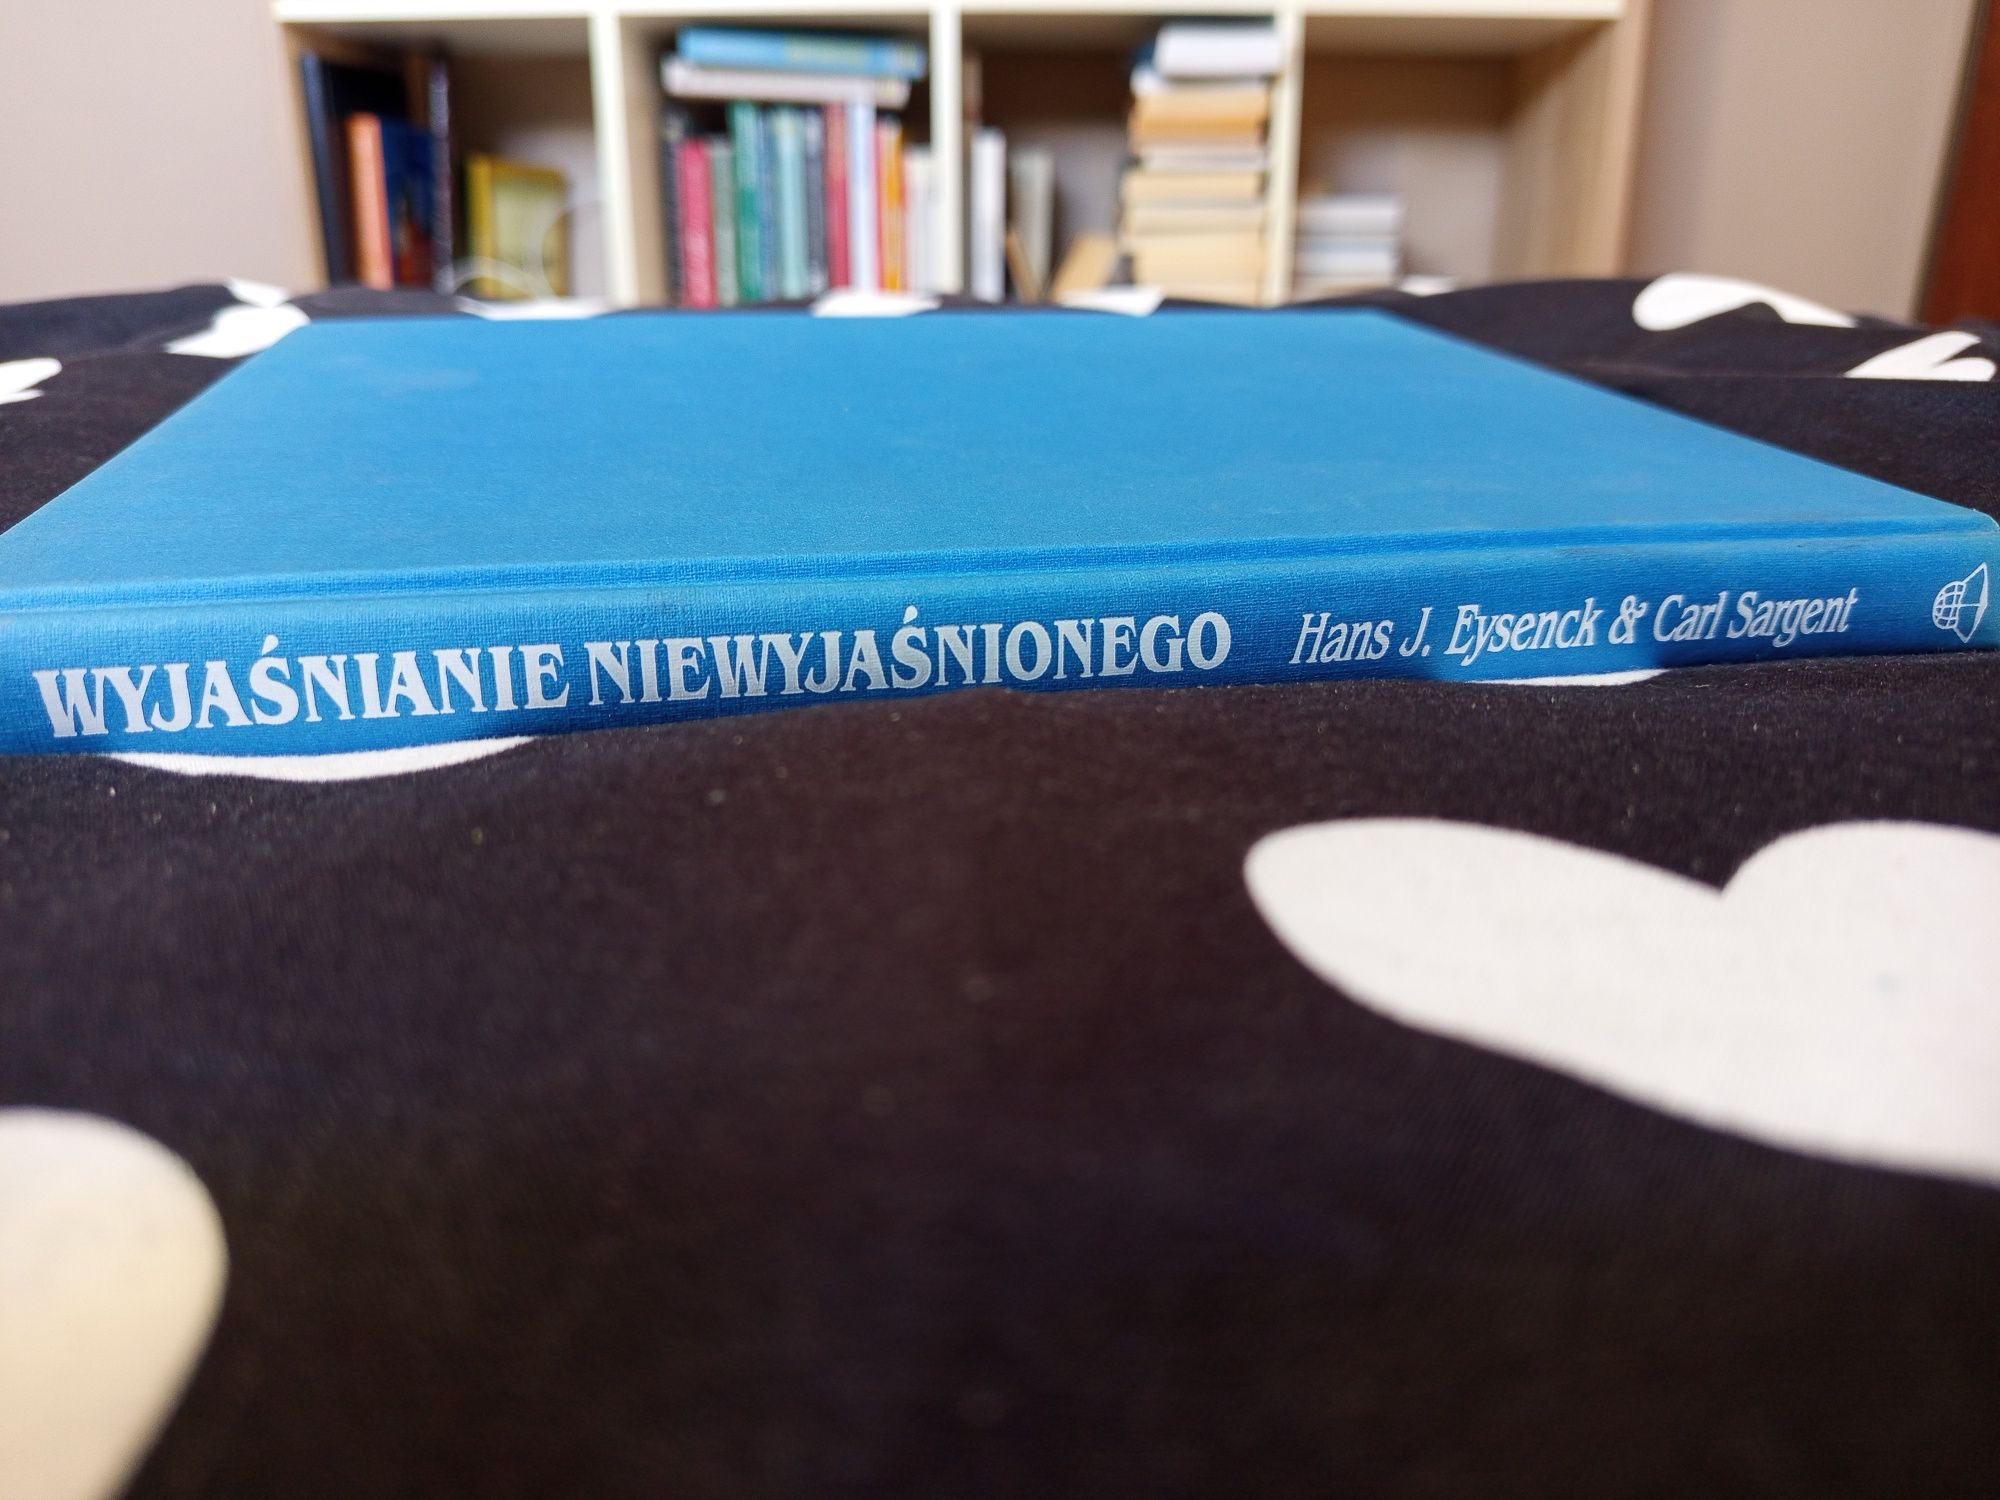 WYJAŚNIANIE NIEWYJAŚNIONEGO Hans J. Eysenck & Carl Sargent